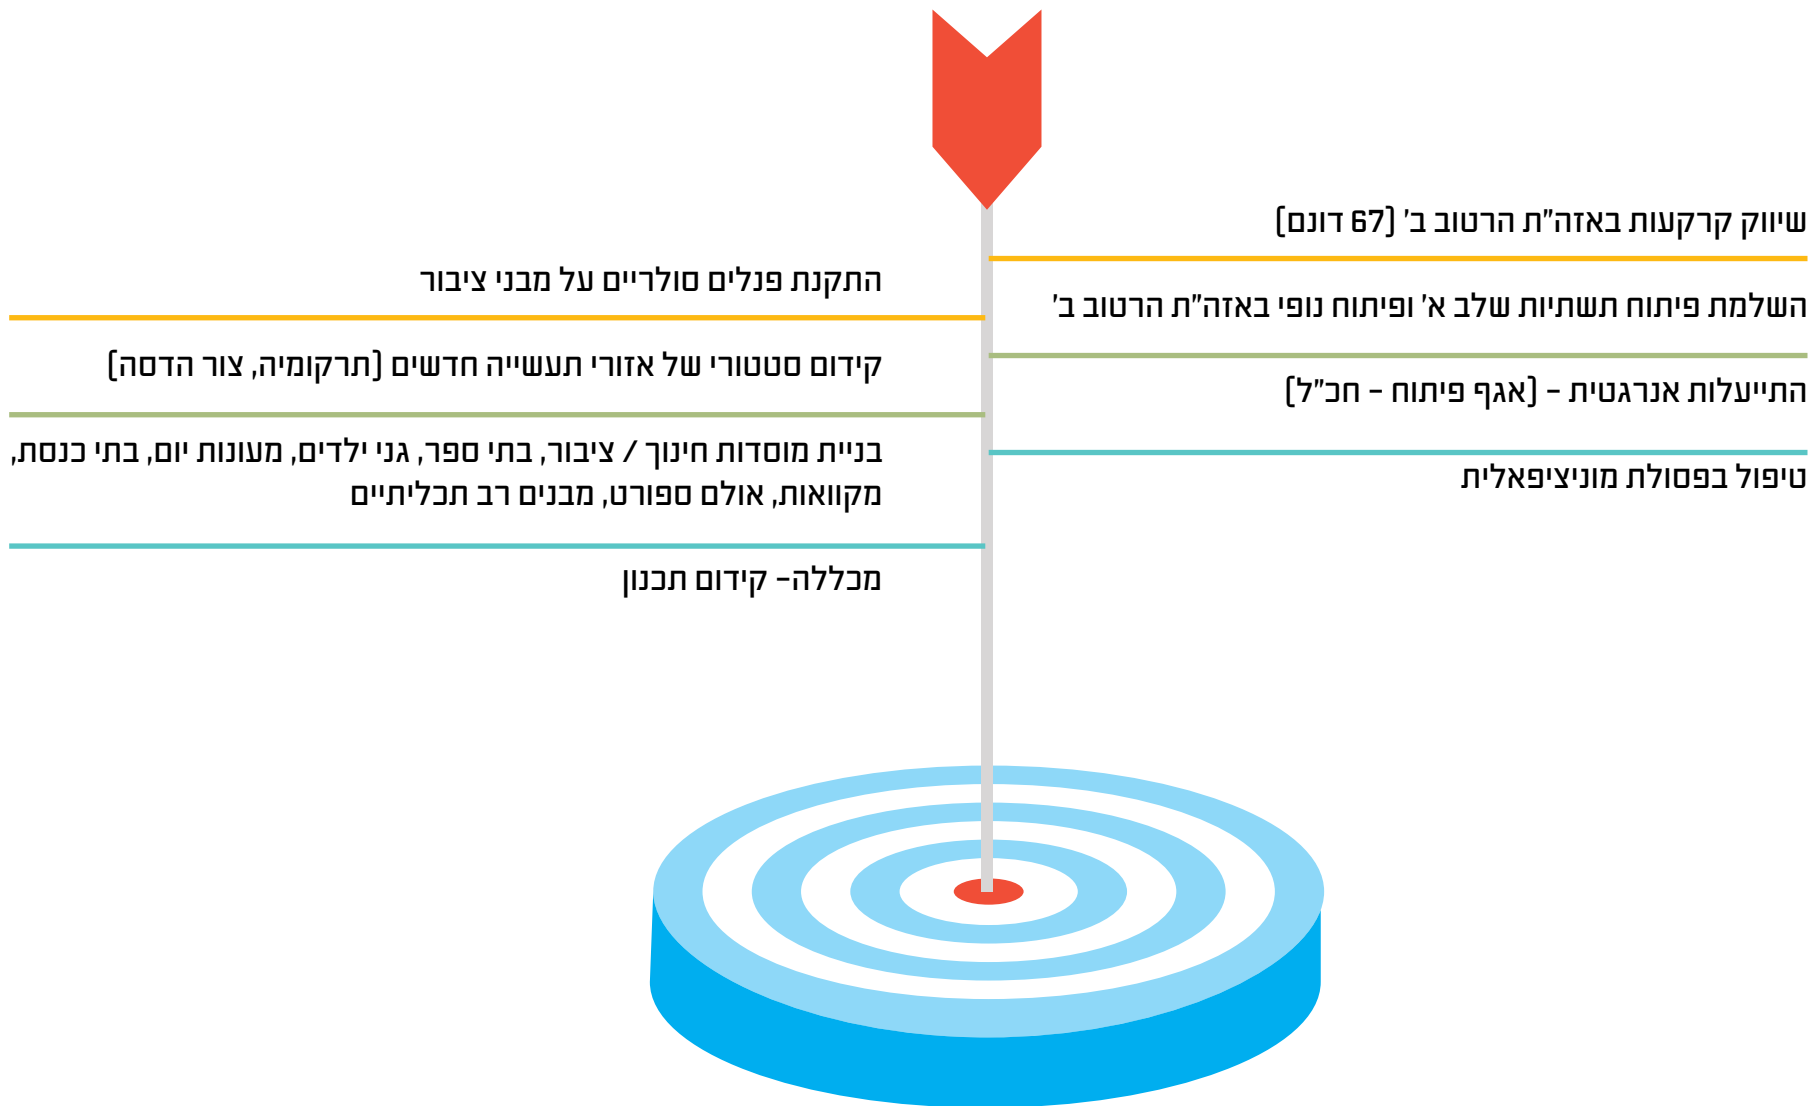 שיווק קרקעות באזה"ת הרטוב ב' (67 דונם)
השלמת פיתוח תשתיות שלב א' ופיתוח נופי באזה"ת הרטוב ב'
התייעלות אנרגטית - (אגף פיתוח - חכ"ל)
טיפול בפסולת מוניציפאלית
התקנת פנלים סולריים על מבני ציבור
קידום סטטורי של אזורי תעשייה חדשים (תרקומיה, צור הדסה)
בניית מוסדות חינוך / ציבור, בתי ספר, גני ילדים, מעונות יום, בתי כנסת,
מקוואות, אולם ספורט, מבנים רב תכליתיים
מכללה- קידום תכנון